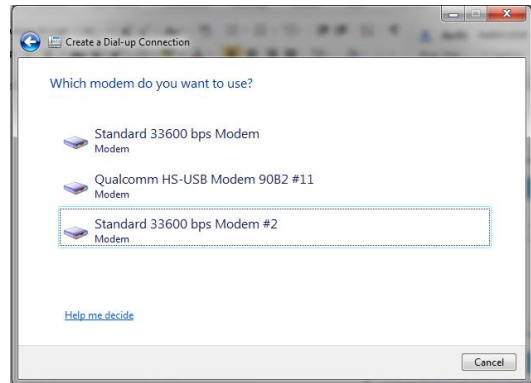 Create a Dial-up Connection
Which modem do you want to use?
Standard 33600 bps Modem
Modem
Qualcomm HS-USB Modem 90B2 #11
Modem
Standard 33600 bps Modem #2
Modem
Help me decide
Cancel